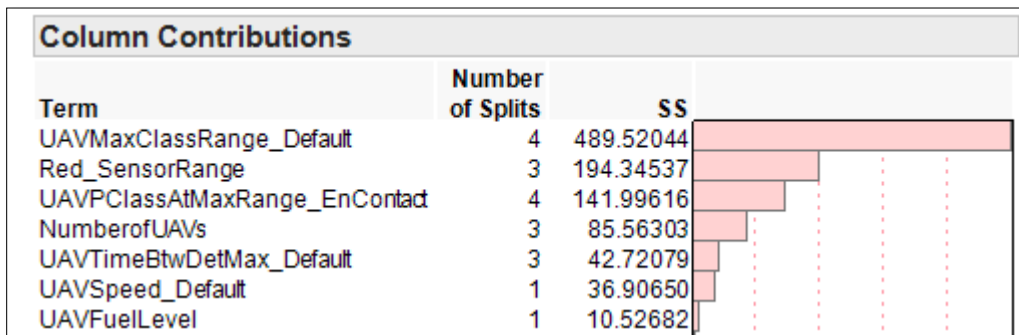 Column Contributions
Number
Term of Splits SS
UAVMaxClassRange_Default 4 489.52044
Red_SensorRange 3 194.34537
UAVPClassAtMaxRange_EnContact 4 141.99616
NumberofUAVs 3 85.56303
UAVTimeBtwDetMax_Default 3 42.72079
UAVSpeed_Default 1 36.90650
UAVFuelLevel 1 10.52682